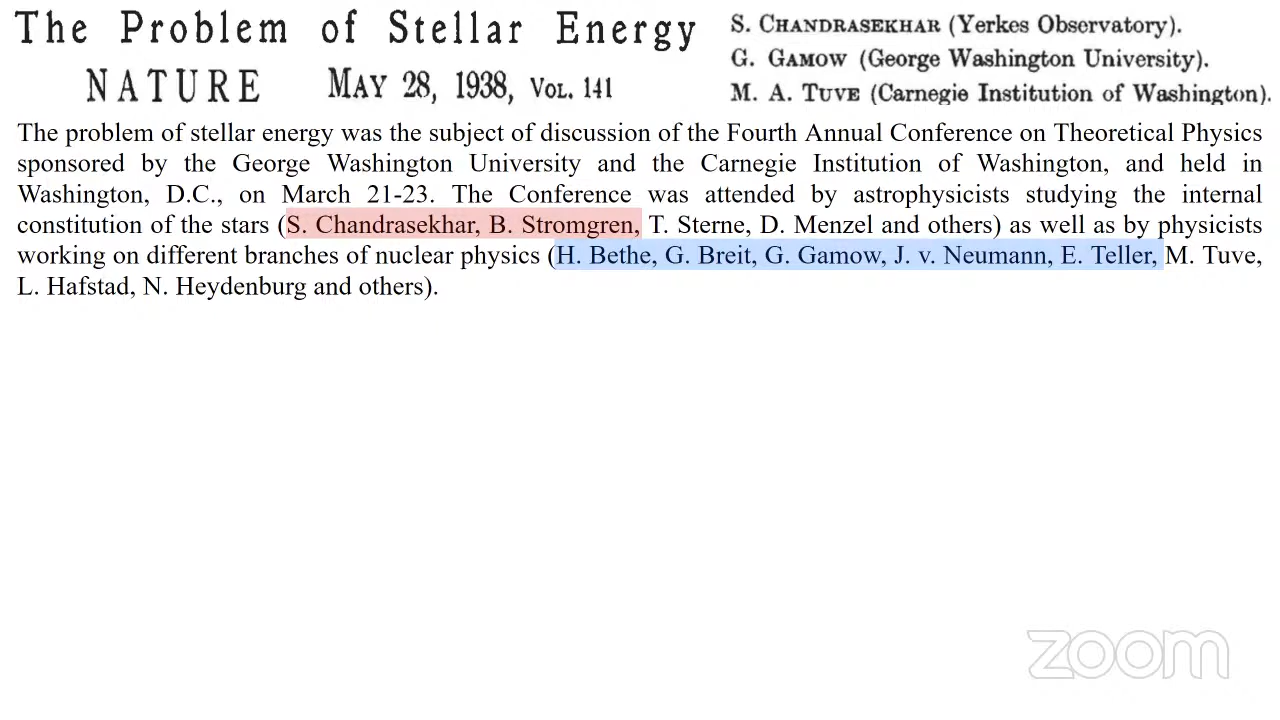 The Problem of Stellar Energy
NATURE MAY 28, 1938, VOL. 141
S. CHANDRASEKHAR (Yerkes Observatory).
G. GAMOW (George Washington University).
M. A. TUVE (Carnegie Institution of Washington).
The problem of stellar energy was the subject of discussion of the Fourth Annual Conference on Theoretical Physics
sponsored by the George Washington University and the Carnegie Institution of Washington, and held in
Washington, D.C., on March 21-23. The Conference was attended by astrophysicists studying the internal
constitution of the stars (S. Chandrasekhar, B. Stromgren, T. Sterne, D. Menzel and others) as well as by physicists
working on different branches of nuclear physics (H. Bethe, G. Breit, G. Gamow, J. v. Neumann, E. Teller, M. Tuve,
L. Hafstad, N. Heydenburg and others).
zoom